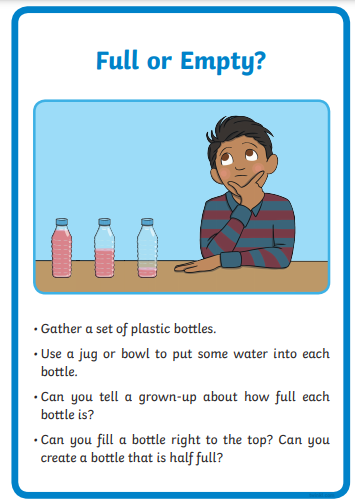 Full or Empty?
• Gather a set of plastic bottles.
• Use a jug or bowl to put some water into each
bottle.
• Can you tell a grown-up about how full each
bottle is?
• Can you fill a bottle right to the top? Can you
create a bottle that is half full?